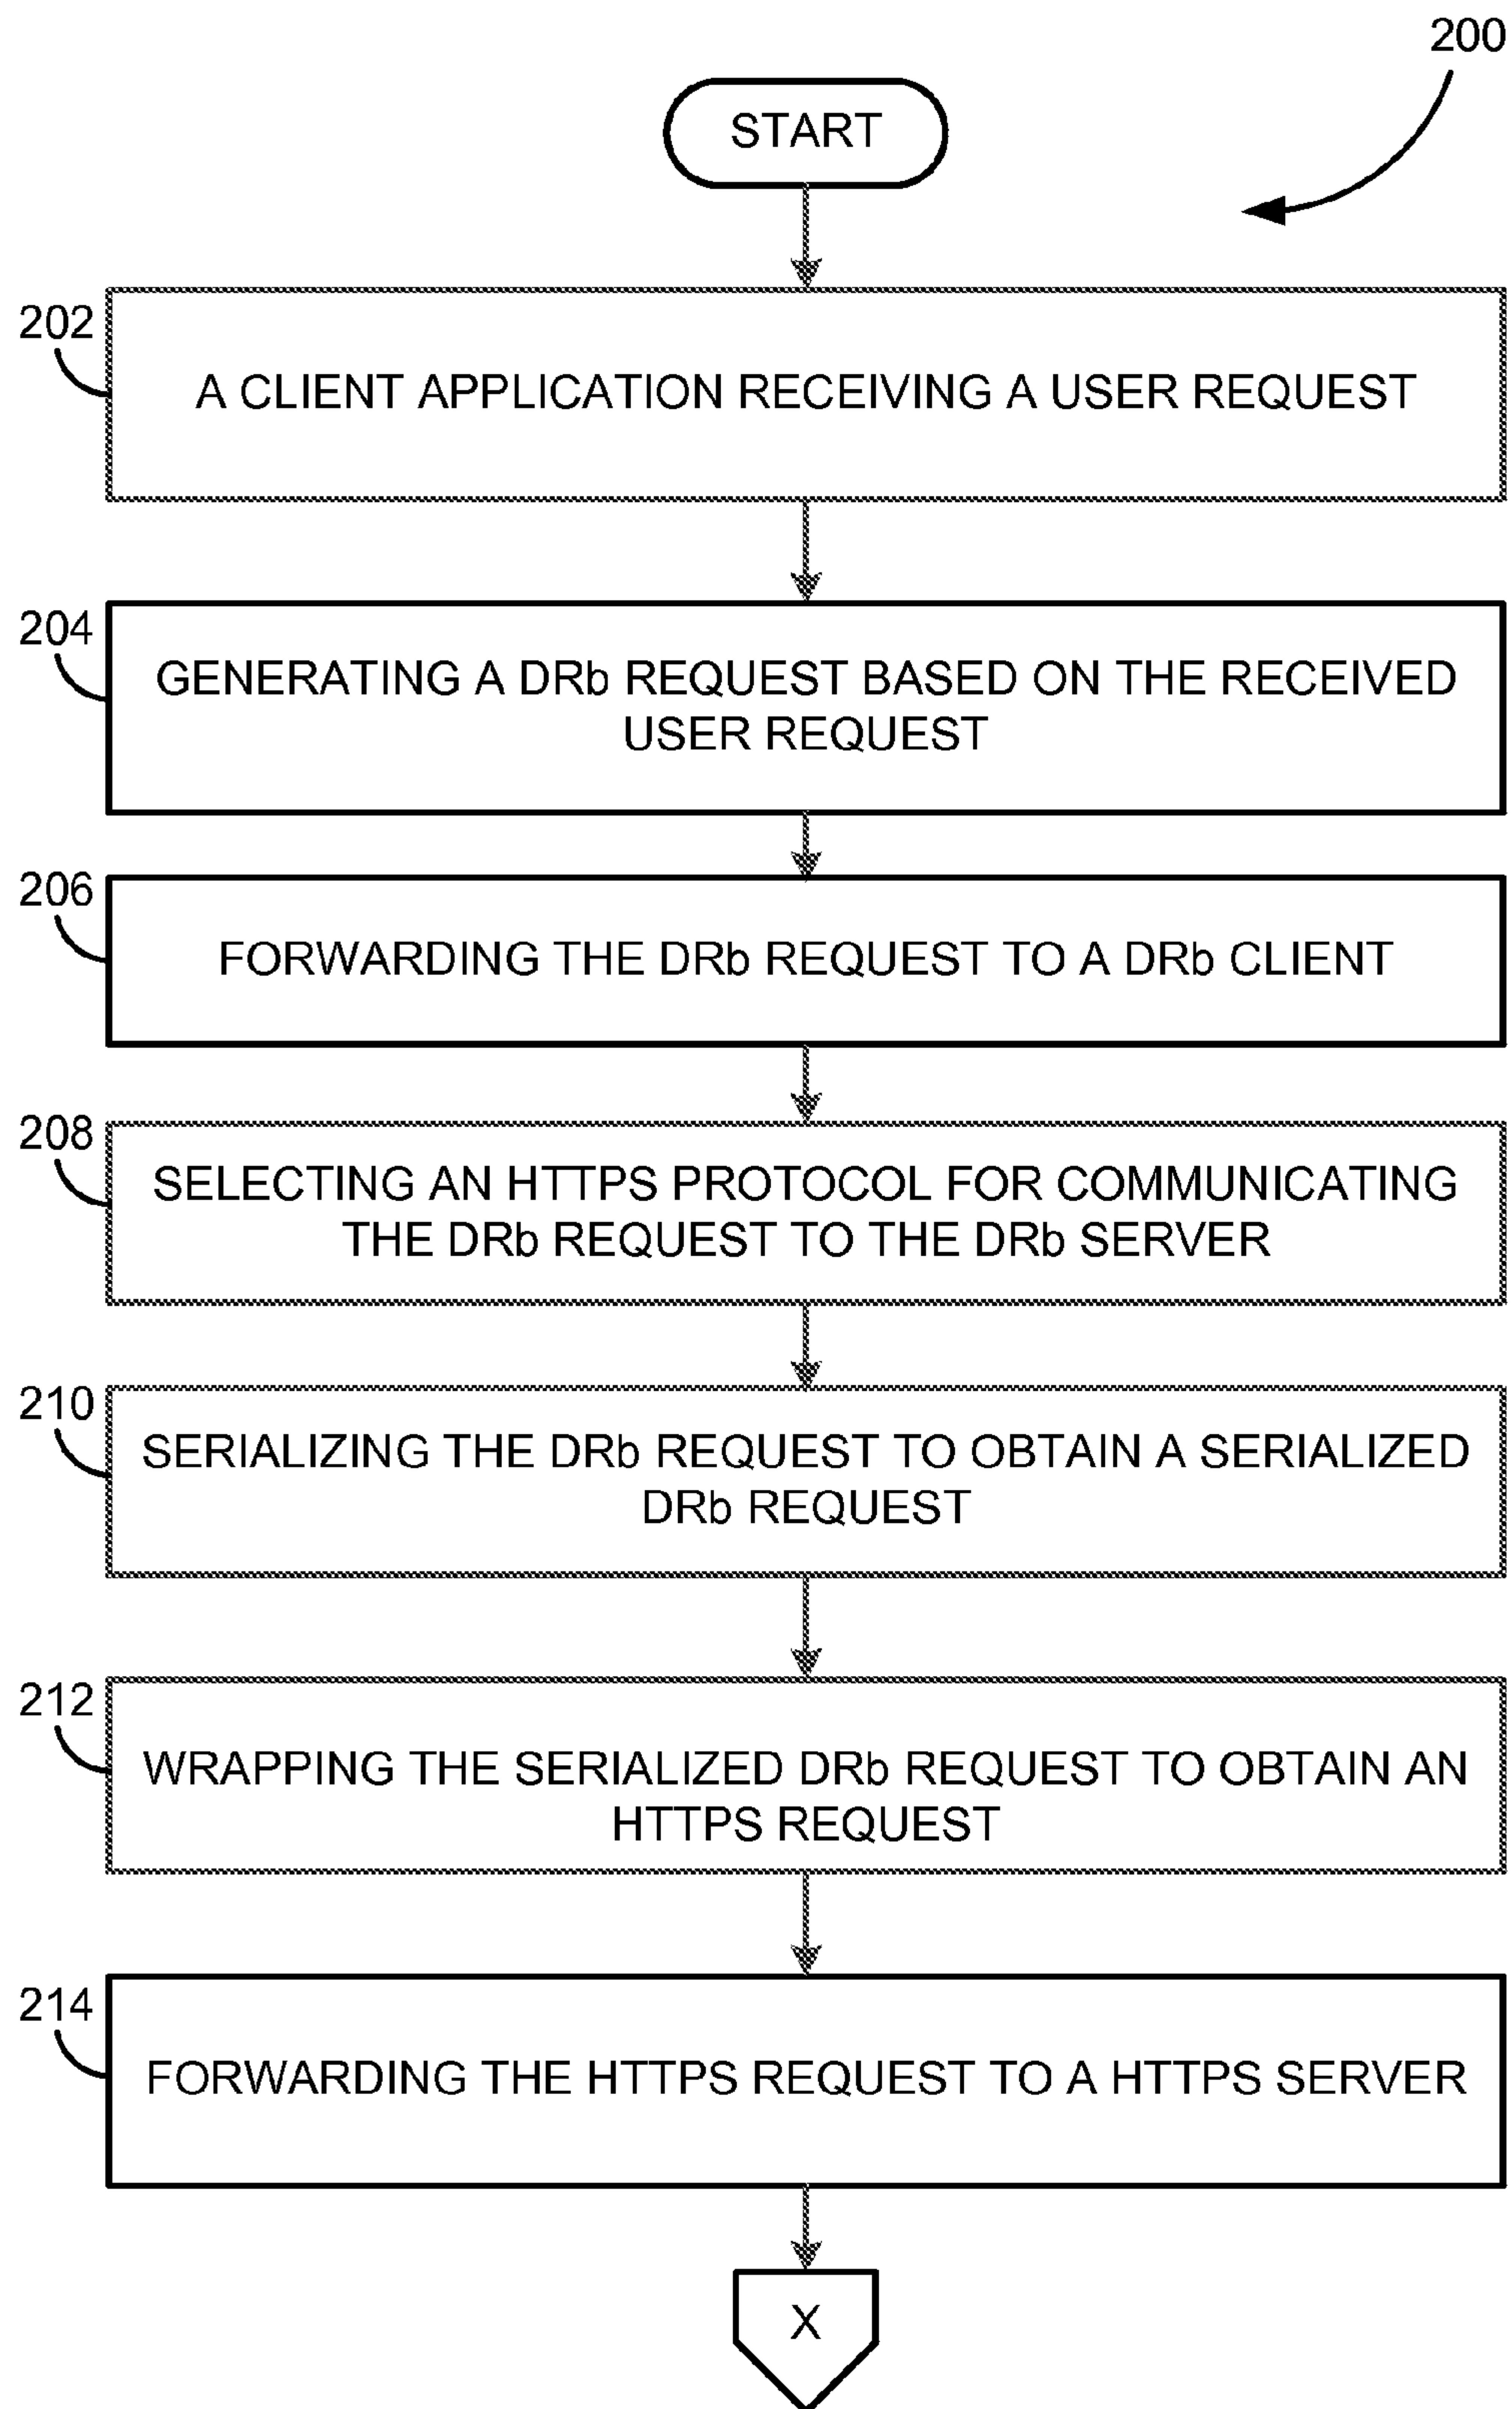 200
START
202
A CLIENT APPLICATION RECEIVING A USER REQUEST
204
GENERATING A DRb REQUEST BASED ON THE RECEIVED
USER REQUEST
206
FORWARDING THE DRb REQUEST TO A DRb CLIENT
208
SELECTING AN HTTPS PROTOCOL FOR COMMUNICATING
THE DRb REQUEST TO THE DRb SERVER
210
SERIALIZING THE DRb REQUEST TO OBTAIN A SERIALIZED
DRb REQUEST
212
WRAPPING THE SERIALIZED DRb REQUEST TO OBTAIN AN
HTTPS REQUEST
214
FORWARDING THE HTTPS REQUEST TO A HTTPS SERVER
X